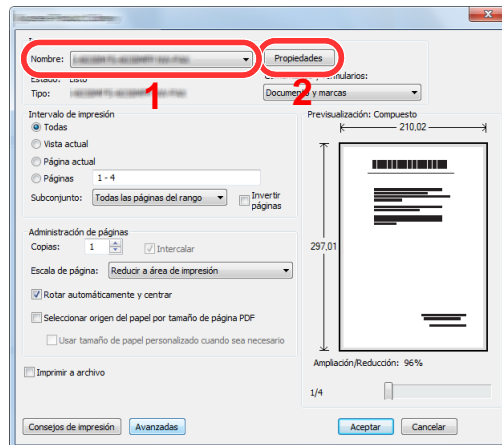 Nombre:
Propiedades
Estado: Listo
Tipo:
1
2
Documento y marcas
Intervalo de impresión
Todas
Vista actual
Página actual
Páginas 1 - 4
Subconjunto: Todas las páginas del rango
Invertir
páginas
Administración de páginas
Copias: 1 Intercalar
Escala de página: Reducir a área de impresión
Rotar automáticamente y centrar
Seleccionar origen del papel por tamaño de página PDF
Usar tamaño de papel personalizado cuando sea necesario
Imprimir a archivo
Previsualización: Compuesto
210,02
297,01
Ampliación/Reducción: 96%
1/4
Consejos de impresión Avanzadas Aceptar Cancelar